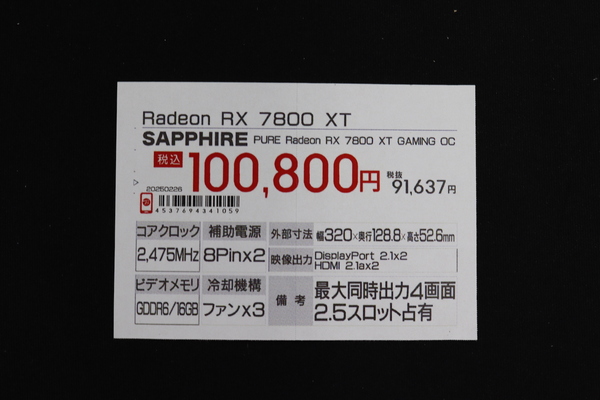 Radeon RX 7800 XT
SAPPHIRE PURE Radeon RX 7800 XT GAMING OC
税込 100,800円 税抜 91,637円
20250226
4537694341059
コアクロック 補助電源 外部寸法 幅320×奥行128.8×高さ52.6mm
2,475MHz 8Pinx2 映像出力 DisplayPort 2.1x2
HDMI 2.1ax2
ビデオメモリ 冷却機構 備考 最大同時出力4画面
GDDR6/16GB ファンx3 2.5スロット占有